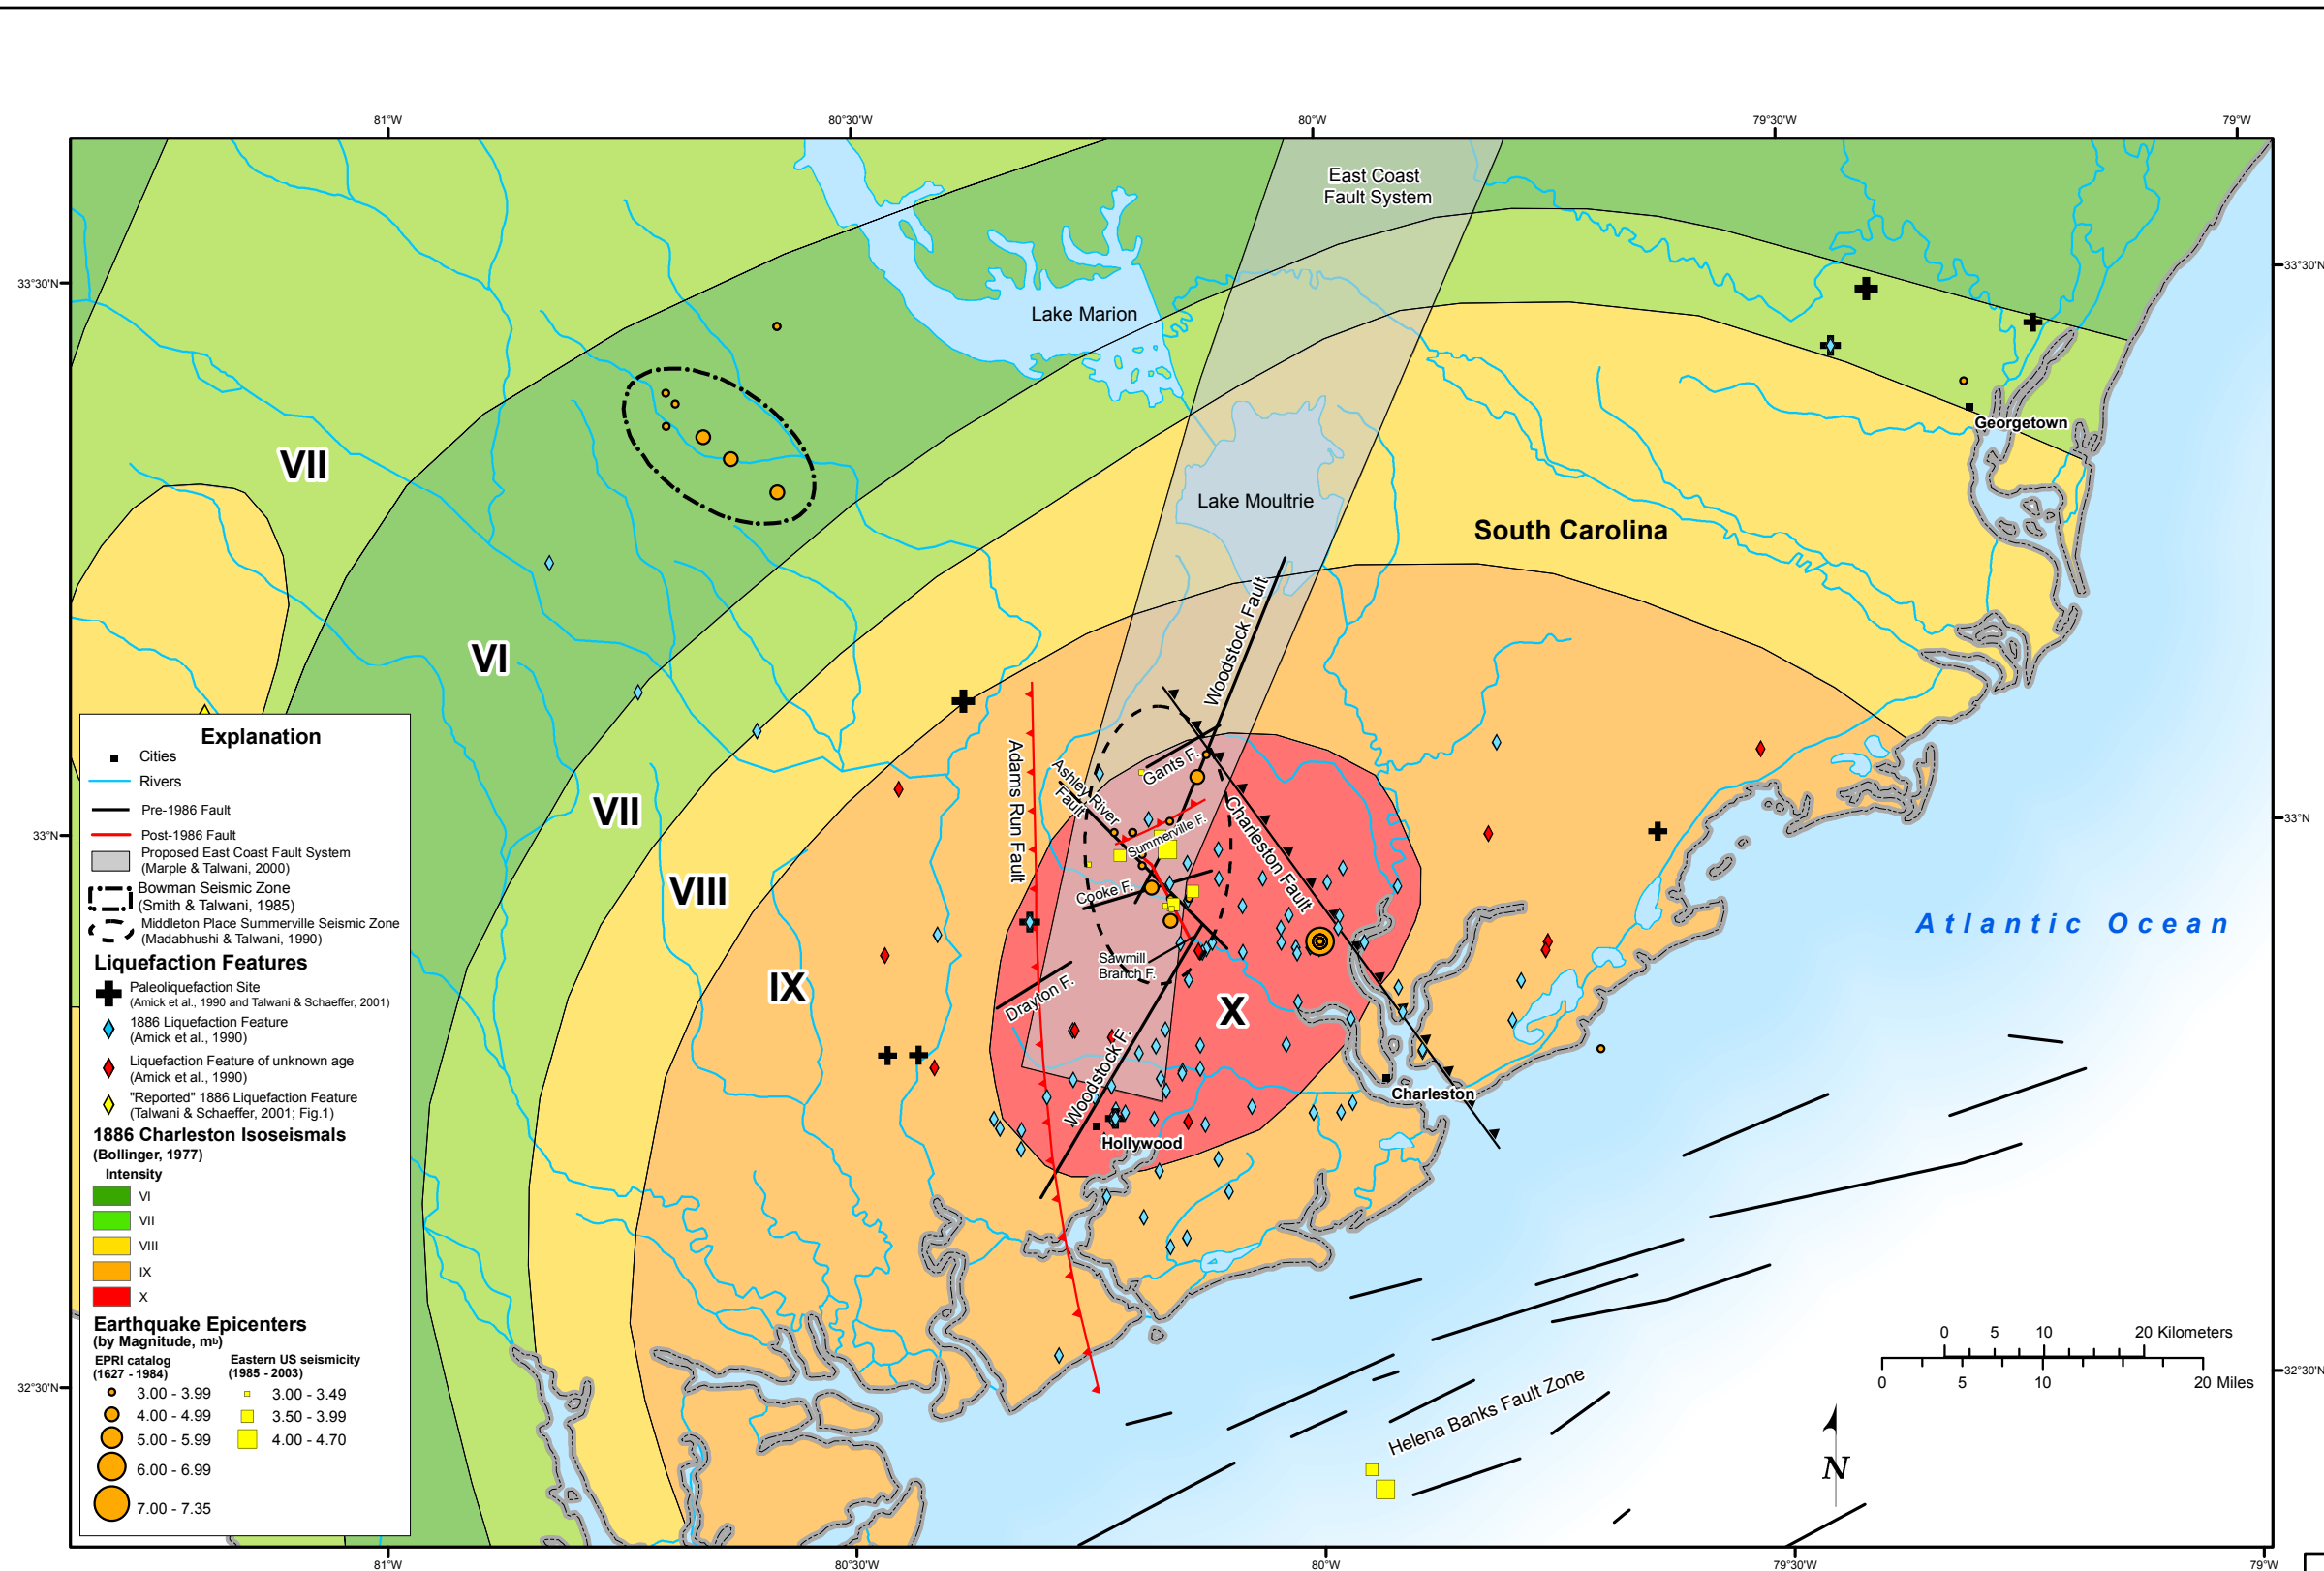 81°W
80°30'W
80°W
79°30'W
79°W
East Coast
Fault System
33°30'N
33°30'N
Lake Marion
Georgetown
VII
Lake Moultrie
South Carolina
Woodstock Fault
VI
Adams Run Fault
Ashley River
Fault
Gants F.
Charleston Fault
VII
33°N
33°N
Summerville F.
VIII
Cooke F.
Atlantic Ocean
Sawmill
Branch F.
IX
Drayton F.
X
Woodstock F.
Charleston
Hollywood
Explanation
Cities
Rivers
Pre-1986 Fault
Post-1986 Fault
Proposed East Coast Fault System
(Marple & Talwani, 2000)
Bowman Seismic Zone
(Smith & Talwani, 1985)
Middleton Place Summerville Seismic Zone
(Madabhushi & Talwani, 1990)
Liquefaction Features
Paleoliquefaction Site
(Amick et al., 1990 and Talwani & Schaeffer, 2001)
1886 Liquefaction Feature
(Amick et al., 1990)
Liquefaction Feature of unknown age
(Amick et al., 1990)
"Reported" 1886 Liquefaction Feature
(Talwani & Schaeffer, 2001; Fig.1)
1886 Charleston Isoseismals
(Bollinger, 1977)
Intensity
VI
VII
VIII
IX
X
Earthquake Epicenters
(by Magnitude, mb)
EPRI catalog
(1627 - 1984)
3.00 - 3.99
4.00 - 4.99
5.00 - 5.99
6.00 - 6.99
7.00 - 7.35
Eastern US seismicity
(1985 - 2003)
3.00 - 3.49
3.50 - 3.99
4.00 - 4.70
Helena Banks Fault Zone
0 5 10 20 Kilometers
0 5 10 20 Miles
N
32°30'N
32°30'N
81°W
80°30'W
80°W
79°30'W
79°W